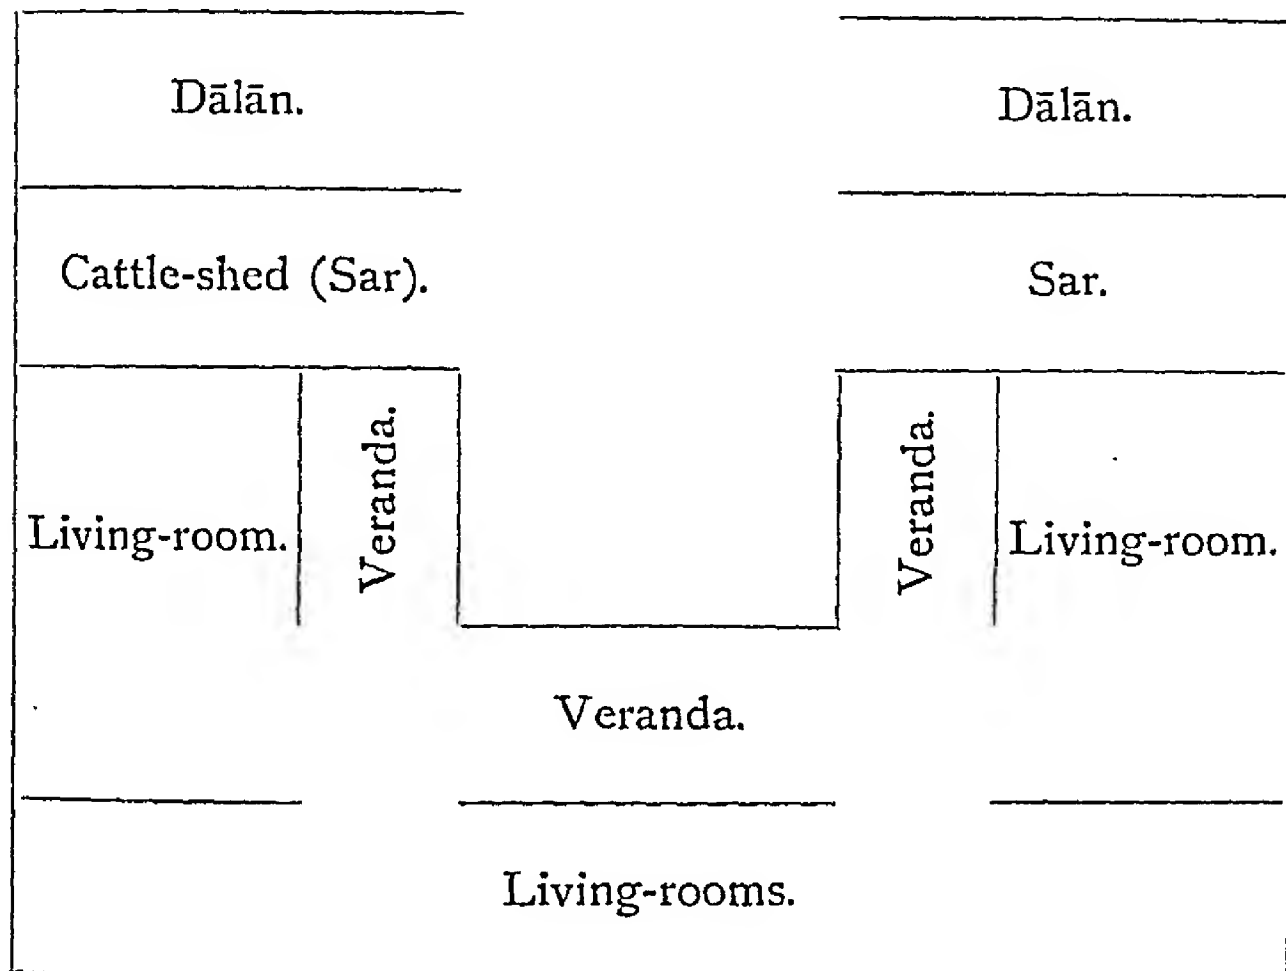 Dālān.
Dālān.
Cattle-shed (Sar).
Sar.
Living-room.
Veranda.
Veranda.
Living-room.
Veranda.
Living-rooms.